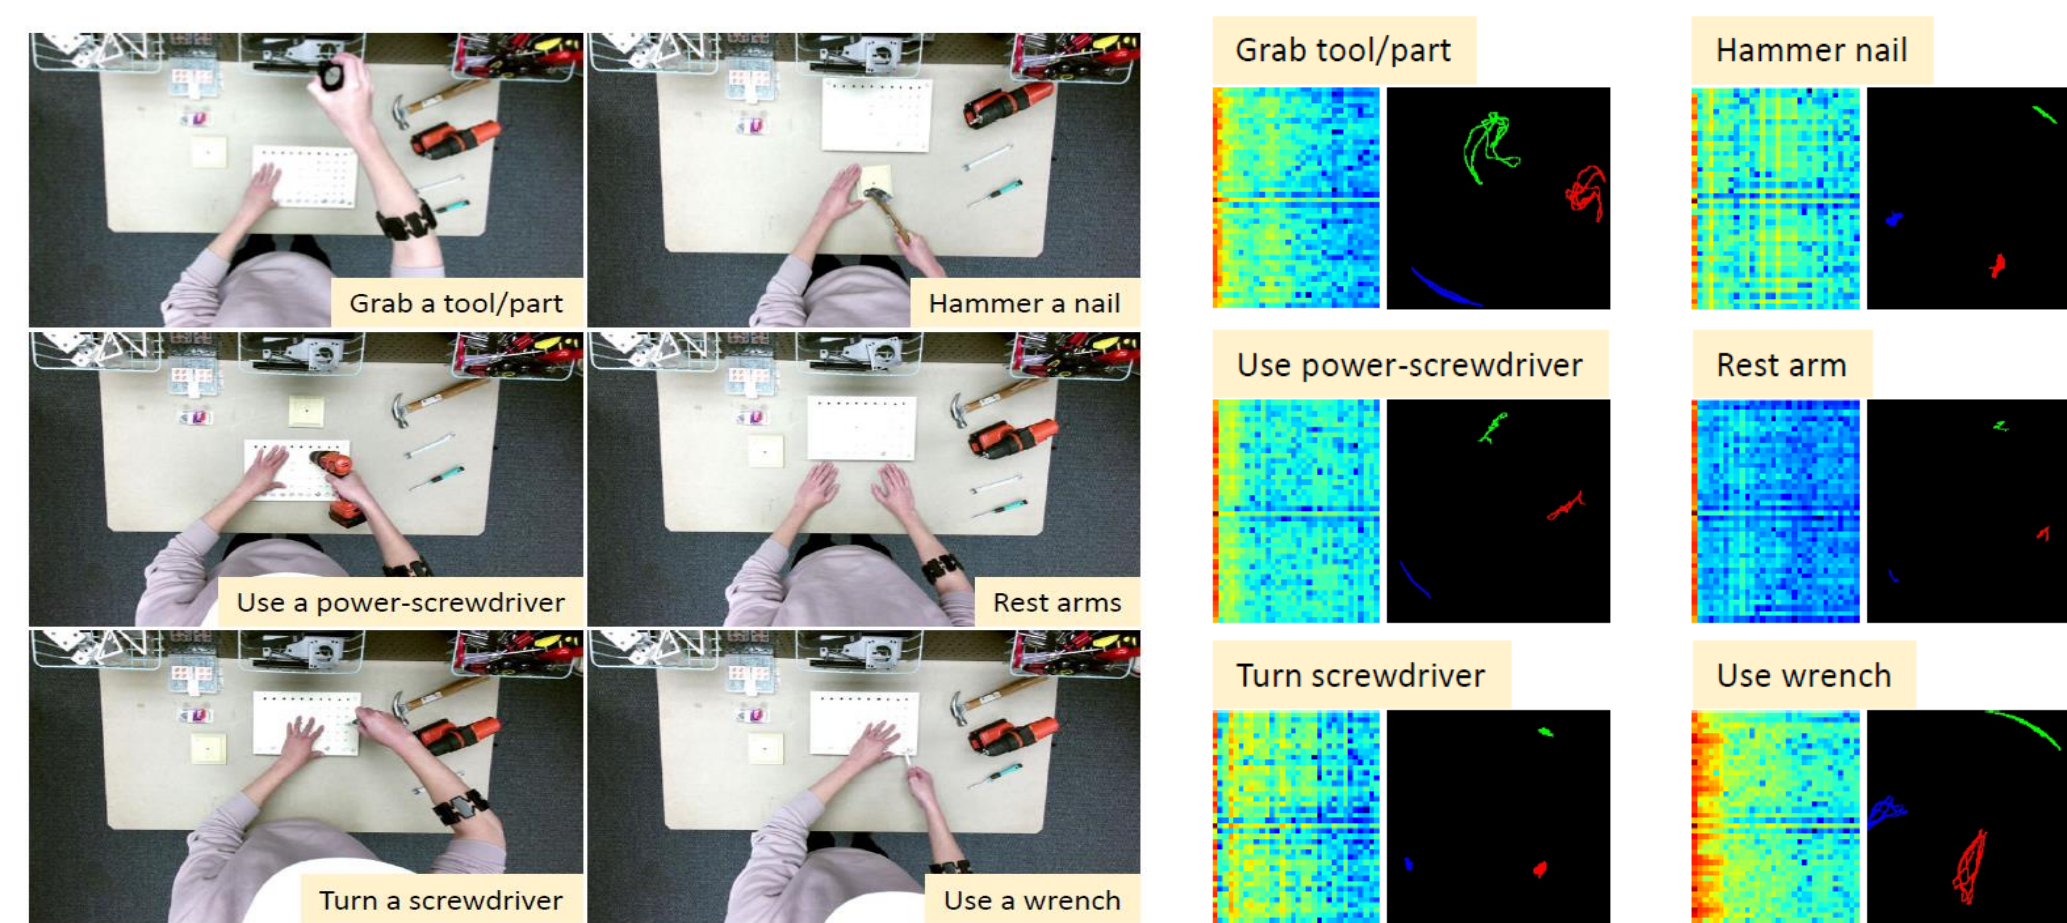 Grab a tool/part
Hammer a nail
Use a power-screwdriver
Rest arms
Turn a screwdriver
Use a wrench
Grab tool/part
Hammer nail
Use power-screwdriver
Rest arm
Turn screwdriver
Use wrench